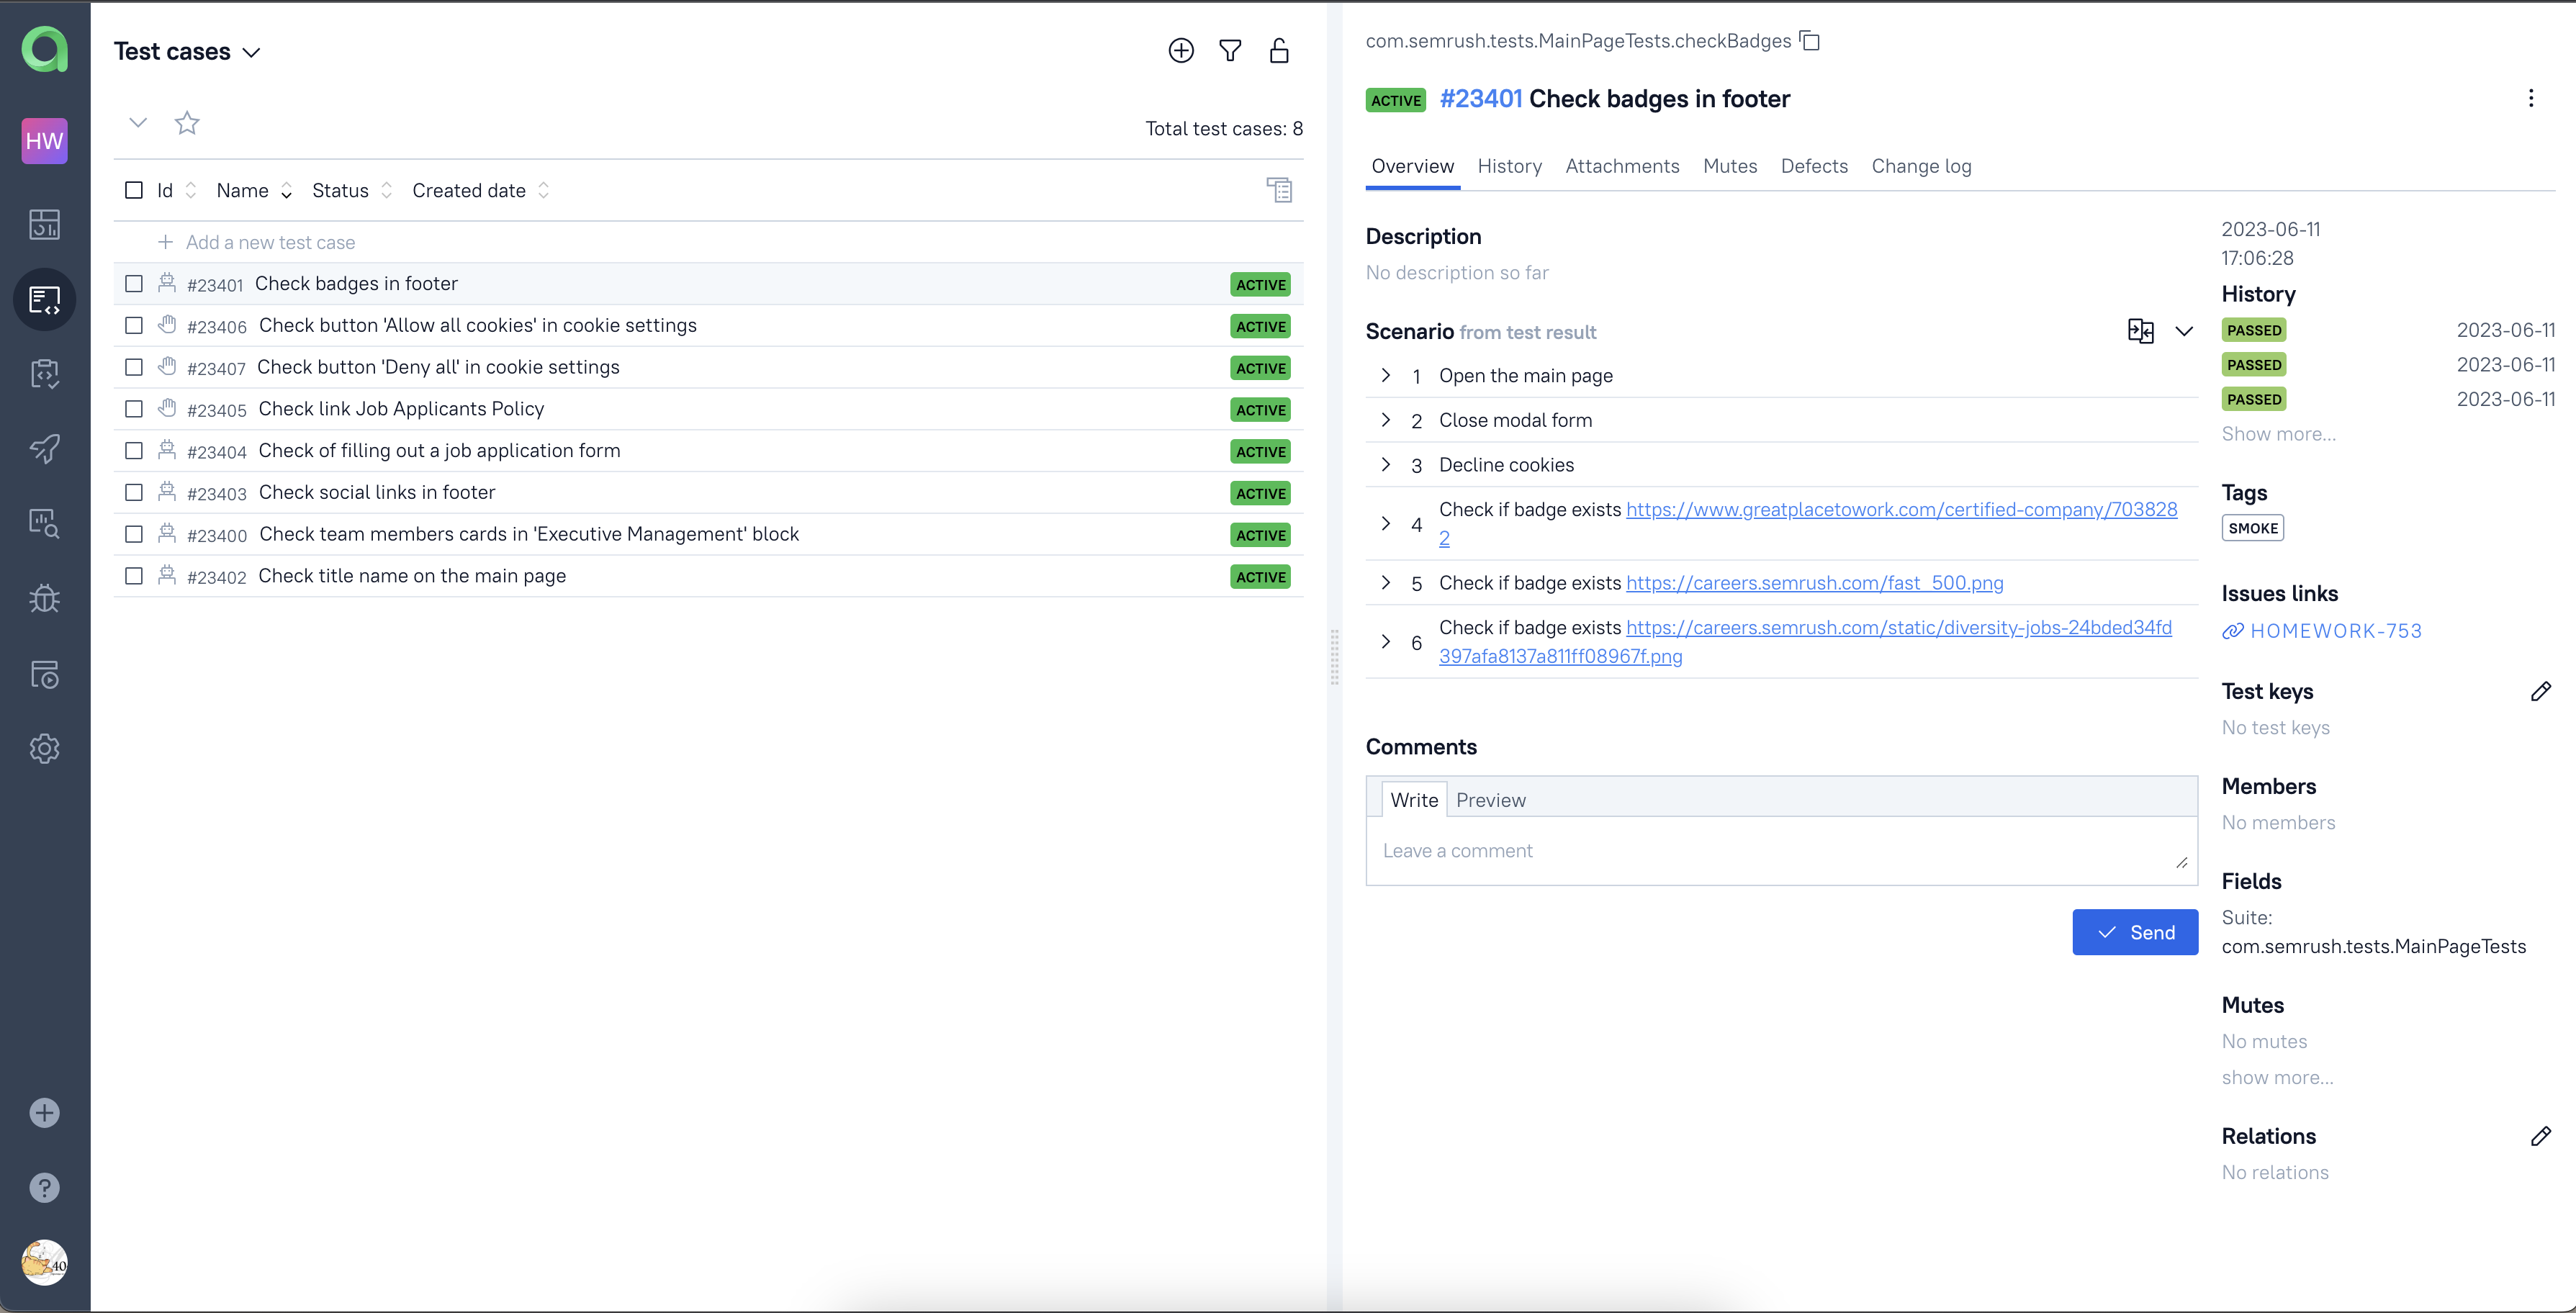 HW
40
Test cases
Total test cases: 8
Id Name Status Created date
Add a new test case
#23401 Check badges in footer ACTIVE
#23406 Check button 'Allow all cookies' in cookie settings ACTIVE
#23407 Check button 'Deny all' in cookie settings ACTIVE
#23405 Check link Job Applicants Policy ACTIVE
#23404 Check of filling out a job application form ACTIVE
#23403 Check social links in footer ACTIVE
#23400 Check team members cards in 'Executive Management' block ACTIVE
#23402 Check title name on the main page ACTIVE
com.semrush.tests.MainPageTests.checkBadges
ACTIVE #23401 Check badges in footer
Overview History Attachments Mutes Defects Change log
Description
No description so far
Scenario from test result
1 Open the main page
2 Close modal form
3 Decline cookies
4 Check if badge exists https://www.greatplacetowork.com/certified-company/703828
2
5 Check if badge exists https://careers.semrush.com/fast_500.png
6 Check if badge exists https://careers.semrush.com/static/diversity-jobs-24bded34fd
397afa8137a811ff08967f.png
Comments
Write Preview
Leave a comment
Send
2023-06-11
17:06:28
History
PASSED 2023-06-11
PASSED 2023-06-11
PASSED 2023-06-11
Show more...
Tags
SMOKE
Issues links
HOMEWORK-753
Test keys
No test keys
Members
No members
Fields
Suite:
com.semrush.tests.MainPageTests
Mutes
No mutes
show more...
Relations
No relations